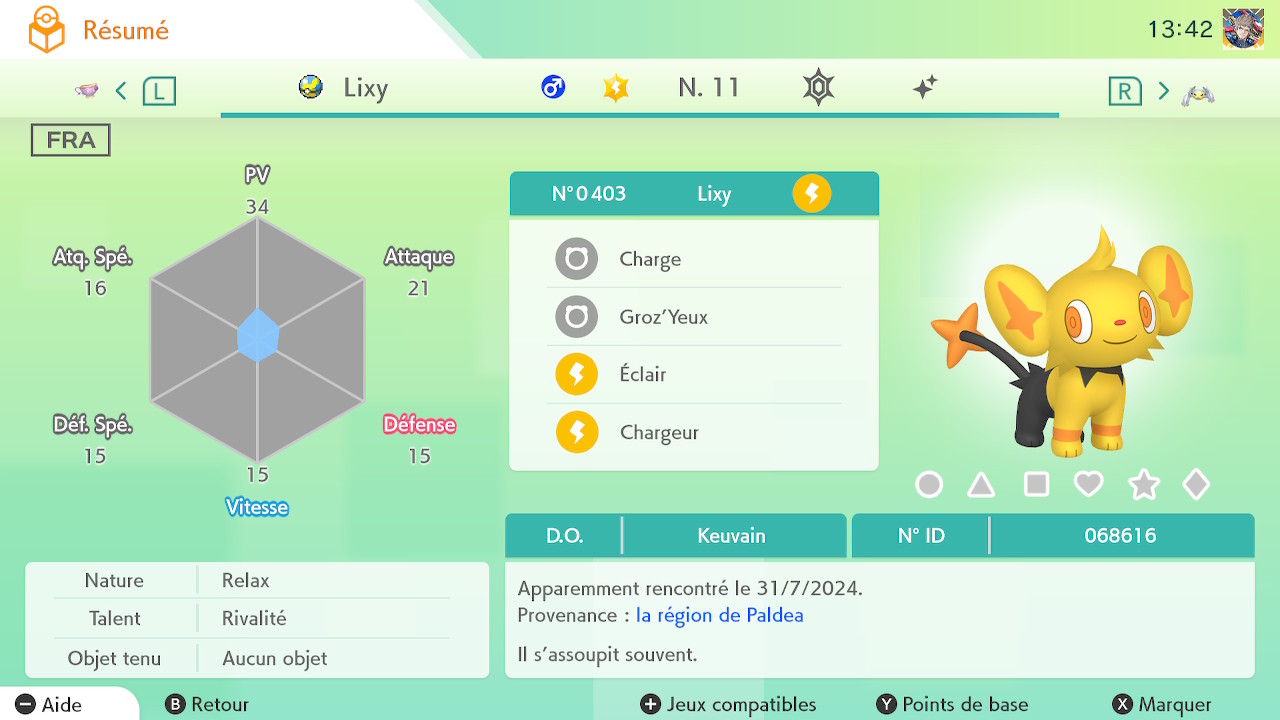 Résumé
13:42
L
Lixy
N. 11
R
FRA
PV
34
Atq. Spé.
16
Attaque
21
Déf. Spé.
15
Défense
15
15
Vitesse
N°0403 Lixy
Charge
Groz'Yeux
Éclair
Chargeur
D.O. Keuvain
N° ID 068616
Nature Relax
Talent Rivalité
Objet tenu Aucun objet
Apparemment rencontré le 31/7/2024.
Provenance : la région de Paldea
Il s'assoupit souvent.
Aide
B Retour
Jeux compatibles
Y Points de base
X Marquer